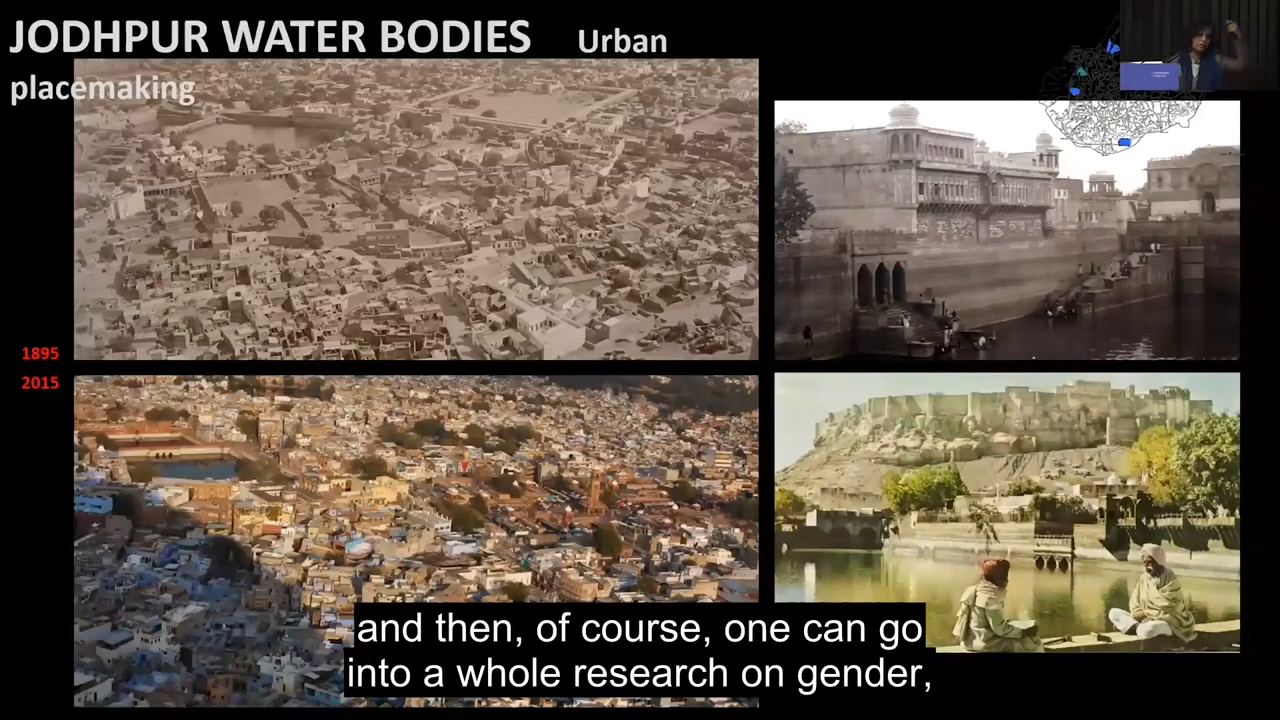 JODHPUR WATER BODIES Urban
placemaking
1895
2015
and then, of course, one can go
into a whole research on gender,